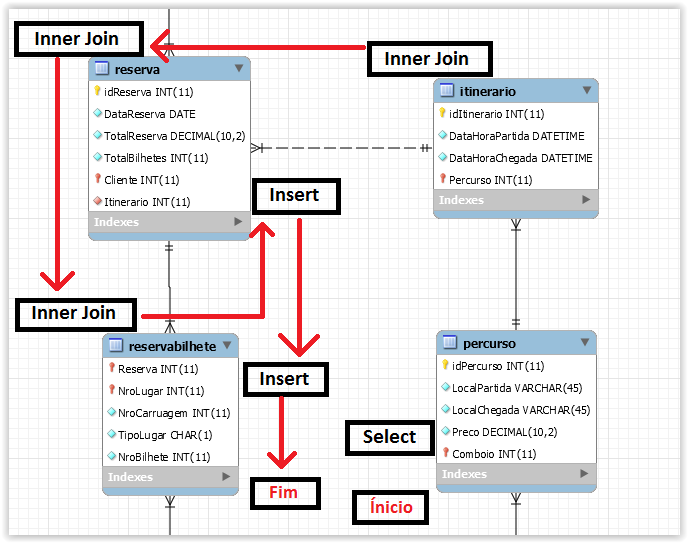 Inner Join
Inner Join
reserva
idReserva INT(11)
DataReserva DATE
TotalReserva DECIMAL(10,2)
TotalBilhetes INT(11)
Cliente INT(11)
Itinerario INT(11)
Indexes
itinerario
idItinerario INT(11)
DataHoraPartida DATETIME
DataHoraChegada DATETIME
Percurso INT(11)
Indexes
Insert
Inner Join
reservabilhete
Reserva INT(11)
NroLugar INT(11)
NroCarruagem INT(11)
TipoLugar CHAR(1)
NroBilhete INT(11)
Indexes
Insert
Fim
percurso
idPercurso INT(11)
LocalPartida VARCHAR(45)
LocalChegada VARCHAR(45)
Preco DECIMAL(10,2)
Comboio INT(11)
Indexes
Select
Ínicio